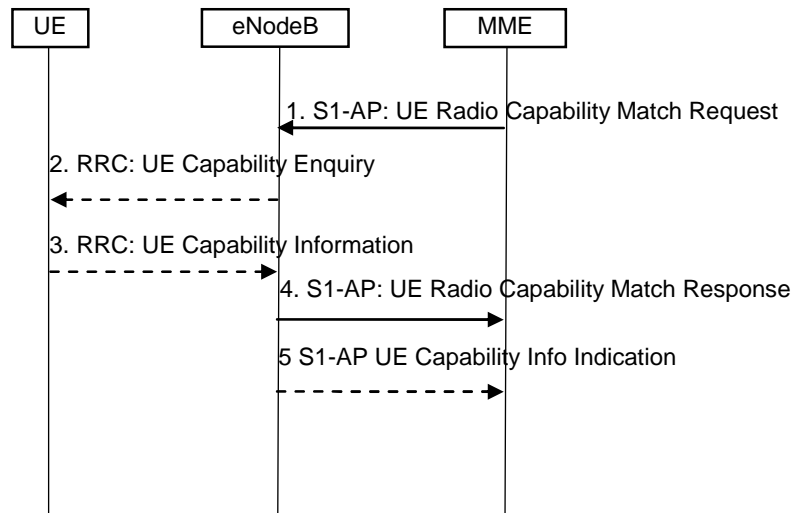 UE
eNodeB
MME
1. S1-AP: UE Radio Capability Match Request
2. RRC: UE Capability Enquiry
3. RRC: UE Capability Information
4. S1-AP: UE Radio Capability Match Response
5 S1-AP UE Capability Info Indication